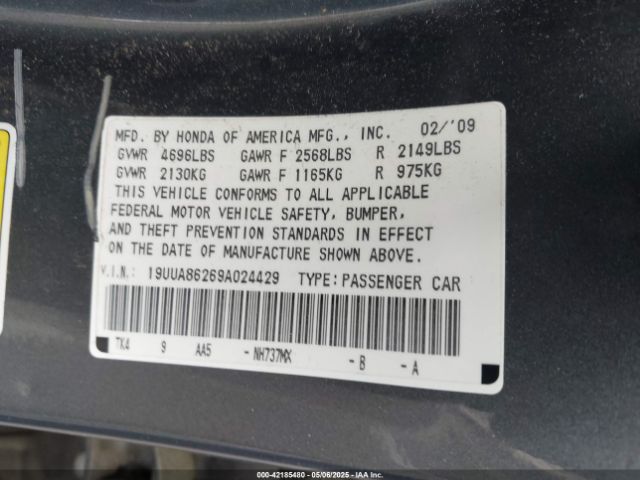 MFD. BY HONDA OF AMERICA MFG., INC. 02/'09
GVWR 4696LBS GAWR F 2568LBS R 2149LBS
GVWR 2130KG GAWR F 1165KG R 975KG
THIS VEHICLE CONFORMS TO ALL APPLICABLE
FEDERAL MOTOR VEHICLE SAFETY, BUMPER,
AND THEFT PREVENTION STANDARDS IN EFFECT
ON THE DATE OF MANUFACTURE SHOWN ABOVE.
V.I.N: 19UUA86269A024429 TYPE: PASSENGER CAR
TK4 9 AA5 - NH737MX - B - A
000-42185480 - 05/06/2025 - IAAI.COM